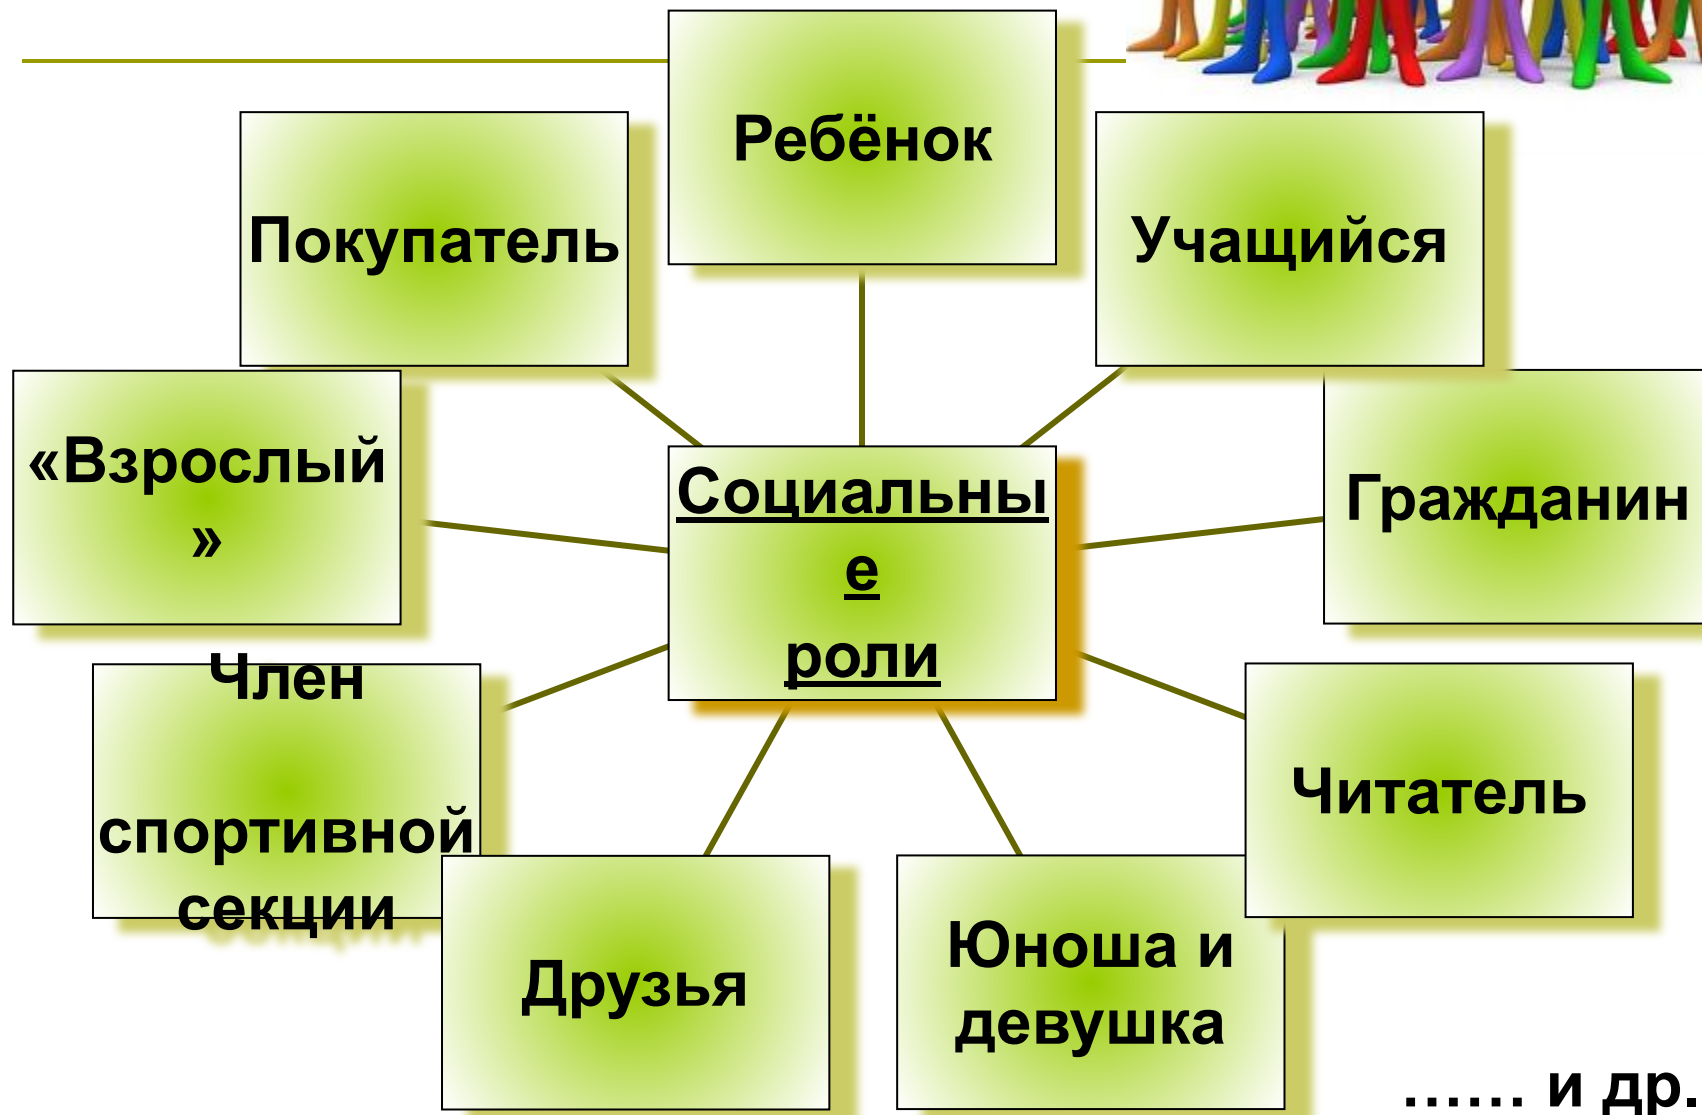 Ребёнок
Покупатель
Учащийся
«Взрослый
»
Социальны
е
роли
Гражданин
Член
спортивной
секции
Читатель
Друзья
Юноша и
девушка
...... и др.